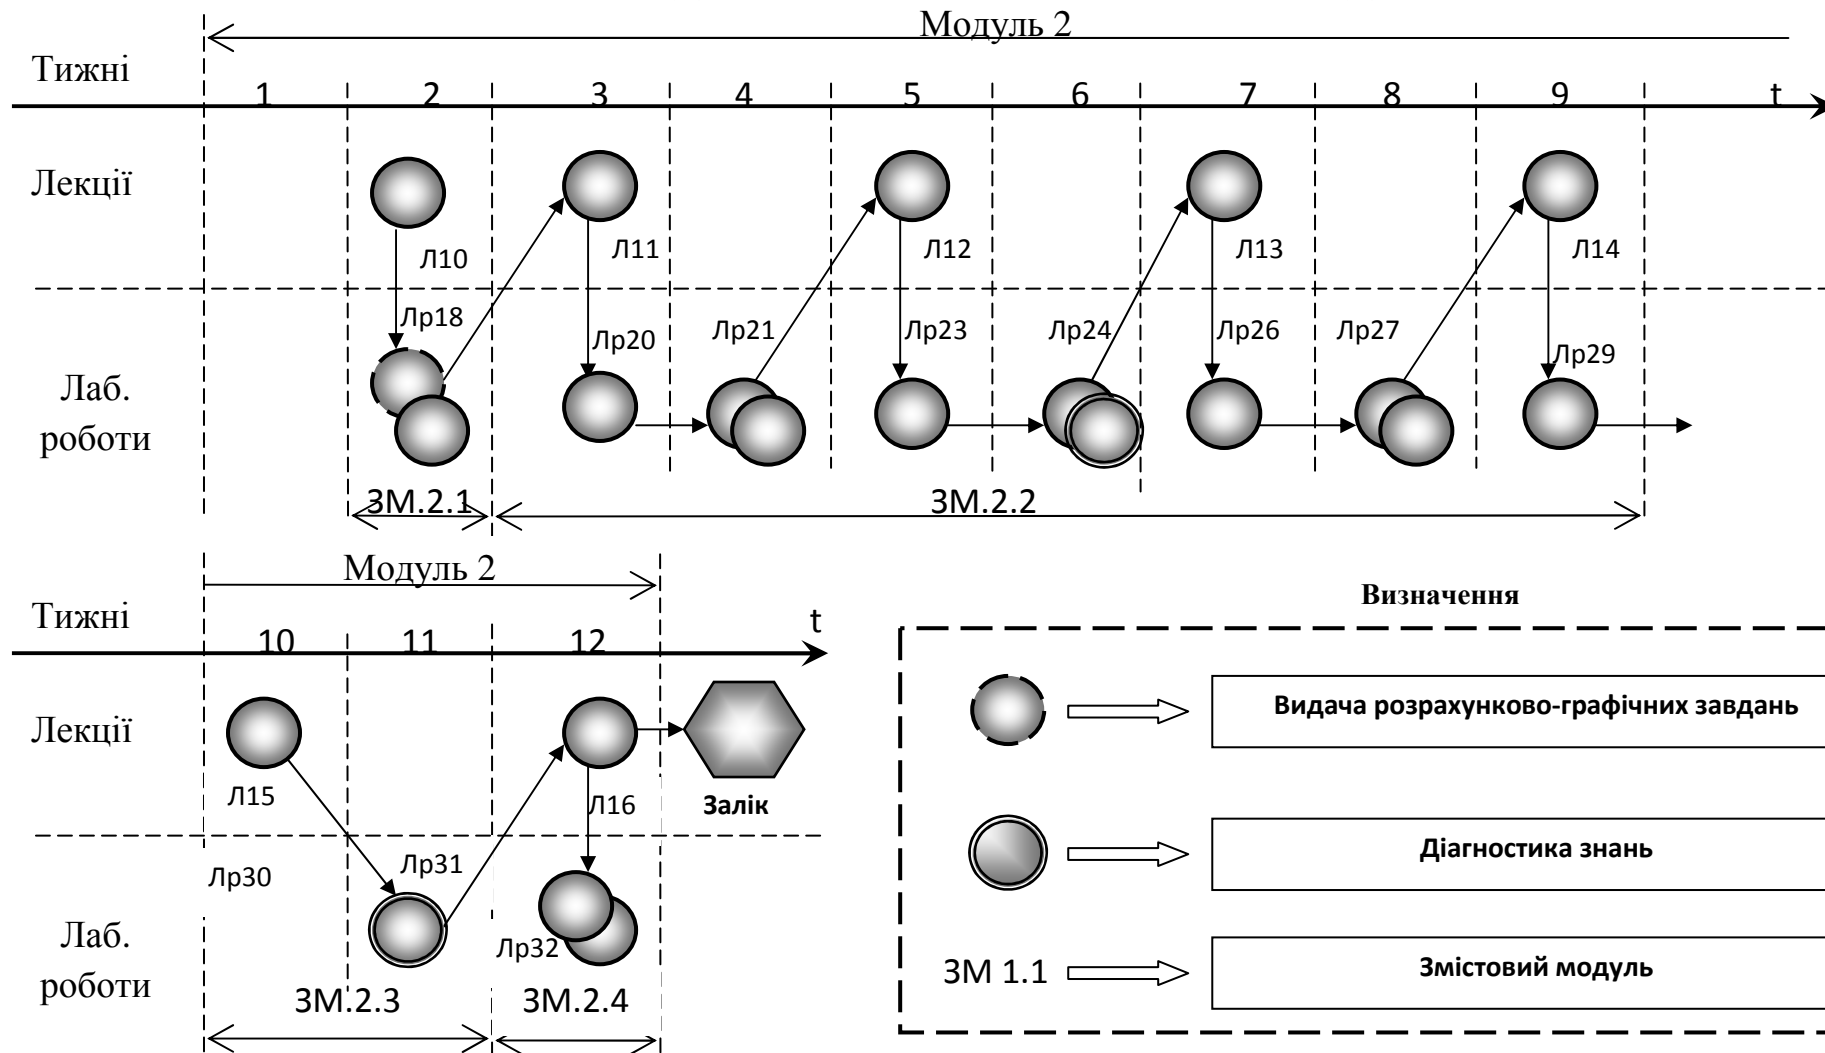 Модуль 2
Тижні
1 2 3 4 5 6 7 8 9 t
Лекції
Л10 Л11 Л12 Л13 Л14
Лр18 Лр20 Лр21 Лр23 Лр24 Лр26 Лр27 Лр29
Лаб.
роботи
ЗМ.2.1 ЗМ.2.2
Модуль 2
Тижні
10 11 12 t
Лекції
Л15 Л16 Залік
Лр30 Лр31
Лаб.
роботи
Лр32
ЗМ.2.3 ЗМ.2.4
Визначення
Видача розрахунково-графічних завдань
Діагностика знань
ЗМ 1.1 Змістовий модуль